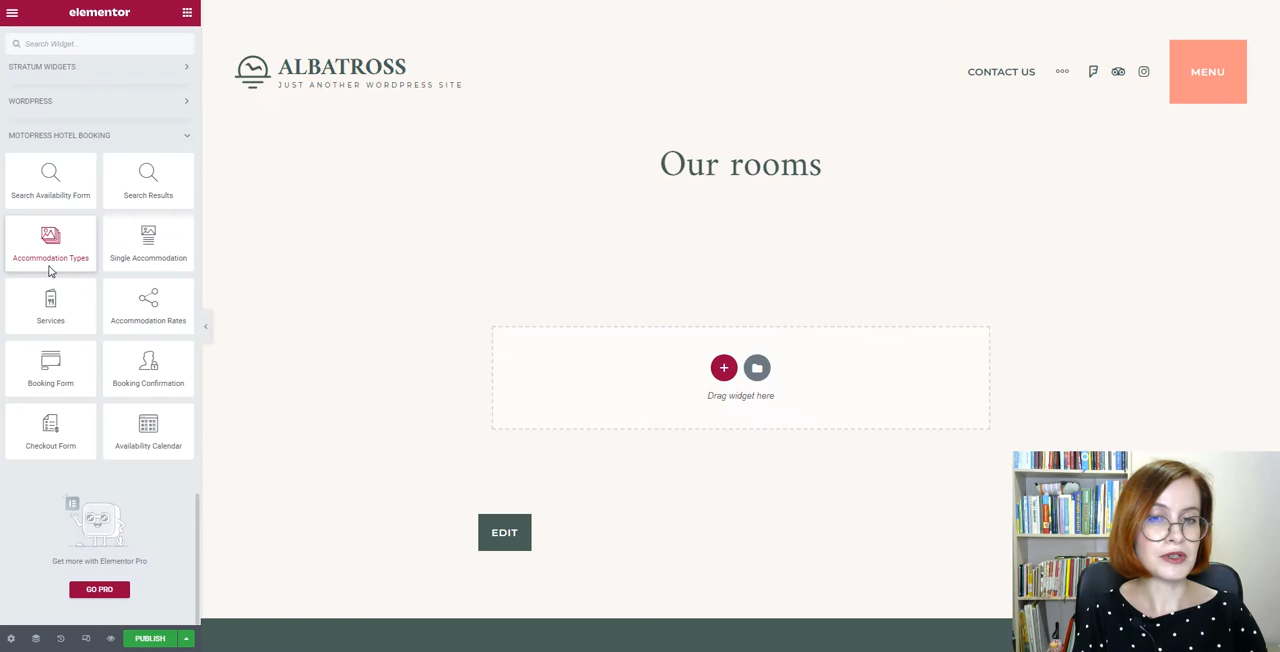 elementor
Search Widget...
STRATUM WIDGETS
WORDPRESS
MOTOPRESS HOTEL BOOKING
Search Availability Form
Search Results
Accommodation Types
Single Accommodation
Services
Accommodation Rates
Booking Form
Booking Confirmation
Checkout Form
Availability Calendar
Get more with Elementor Pro
GO PRO
PUBLISH
ALBATROSS
JUST ANOTHER WORDPRESS SITE
CONTACT US
MENU
Our rooms
Drag widget here
EDIT